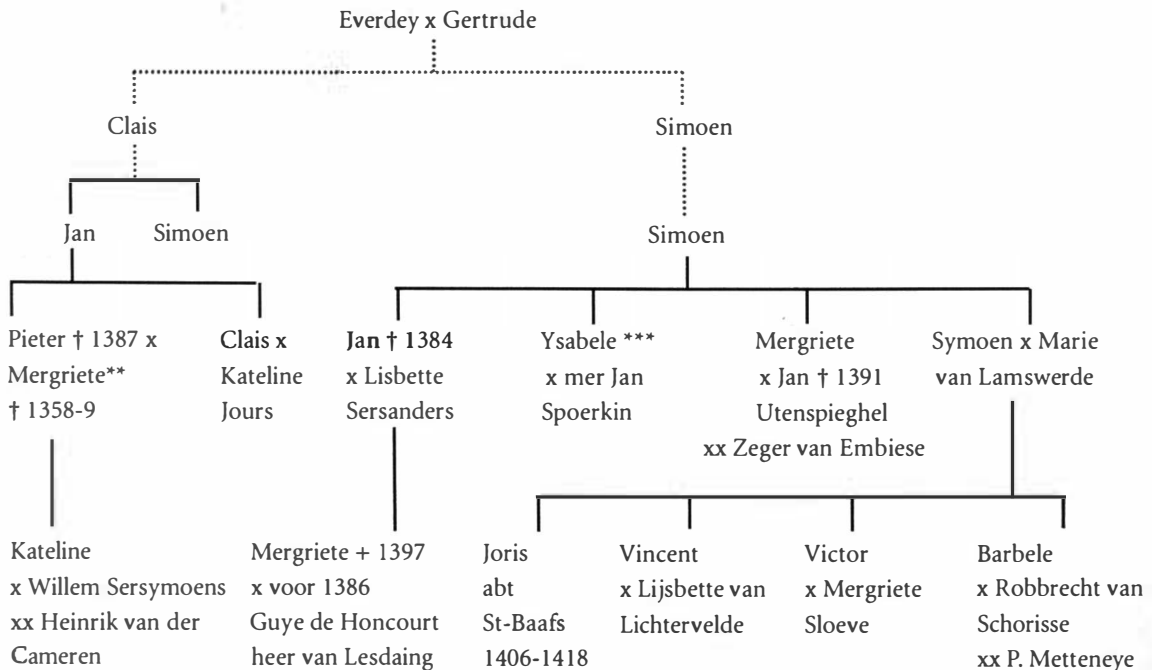 Everdey x Gertrude
Clais
Simoen
Jan
Simoen
Simoen
Pieter † 1387 x
Mergriete**
† 1358-9
Clais x
Kateline
Jours
Jan † 1384
x Lisbette
Sersanders
Ysabele ***
x mer Jan
Spoerkin
Mergriete
x Jan † 1391
Utenspieghel
xx Zeger van Embiese
Symoen x Marie
van Lamswerde
Kateline
x Willem Sersymoens
xx Heinrik van der
Cameren
Mergriete + 1397
x voor 1386
Guye de Honcourt
heer van Lesdaing
Joris
abt
St-Baafs
1406-1418
Vincent
x Lijsbette van
Lichtervelde
Victor
x Mergriete
Sloeve
Barbele
x Robbrecht van
Schorisse
xx P. Metteneye